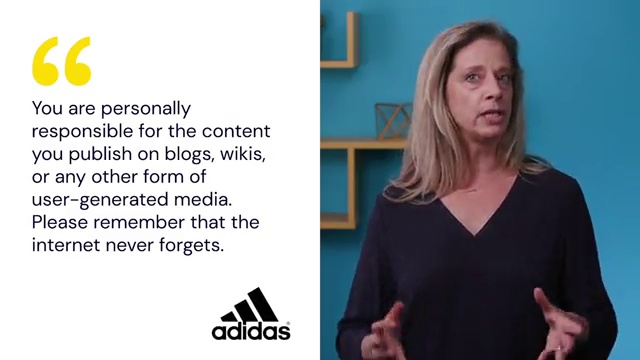 You are personally
responsible for the content
you publish on blogs, wikis,
or any other form of
user-generated media.
Please remember that the
internet never forgets.
adidas